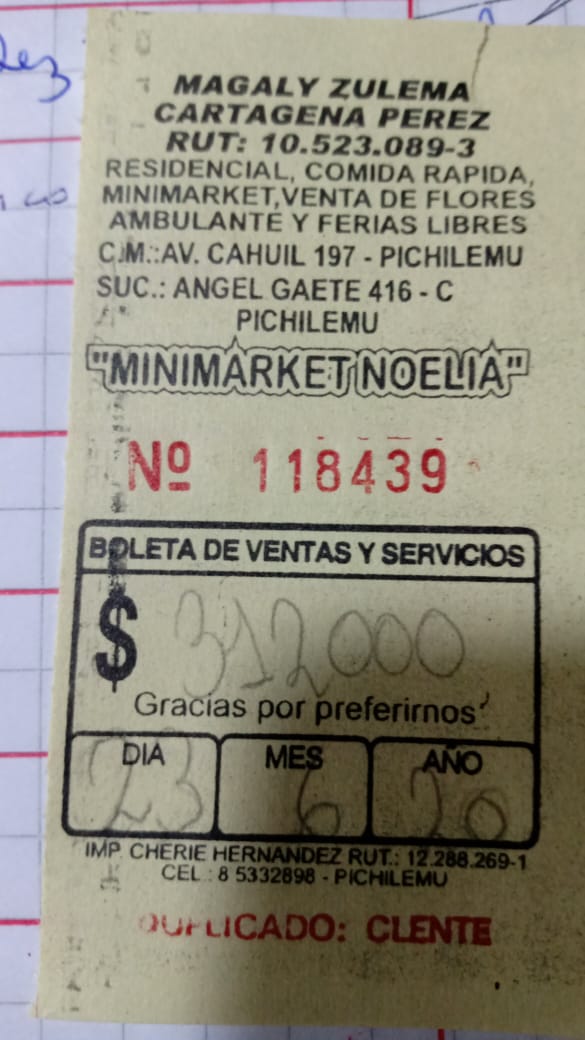 MAGALY ZULEMA
CARTAGENA PEREZ
RUT: 10.523.089-3
RESIDENCIAL, COMIDA RAPIDA,
MINIMARKET,VENTA DE FLORES
AMBULANTE Y FERIAS LIBRES
C.M.:AV. CAHUIL 197 - PICHILEMU
SUC.: ANGEL GAETE 416 - C
PICHILEMU
"MINIMARKET NOELIA"
Nº 118439
BOLETA DE VENTAS Y SERVICIOS
$ 312000
Gracias por preferirnos
DIA MES AÑO
23 6 20
IMP. CHERIE HERNANDEZ RUT.: 12.288.269-1
CEL.: 8 5332898 - PICHILEMU
DUPLICADO: CLENTE